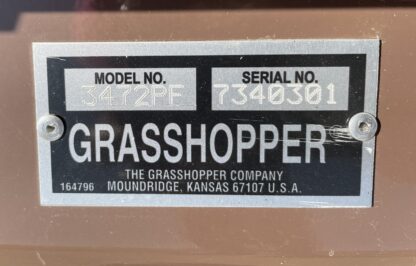 MODEL NO. SERIAL NO.
3472PF 7340301
GRASSHOPPER
THE GRASSHOPPER COMPANY
164796 MOUNDRIDGE, KANSAS 67107 U.S.A.